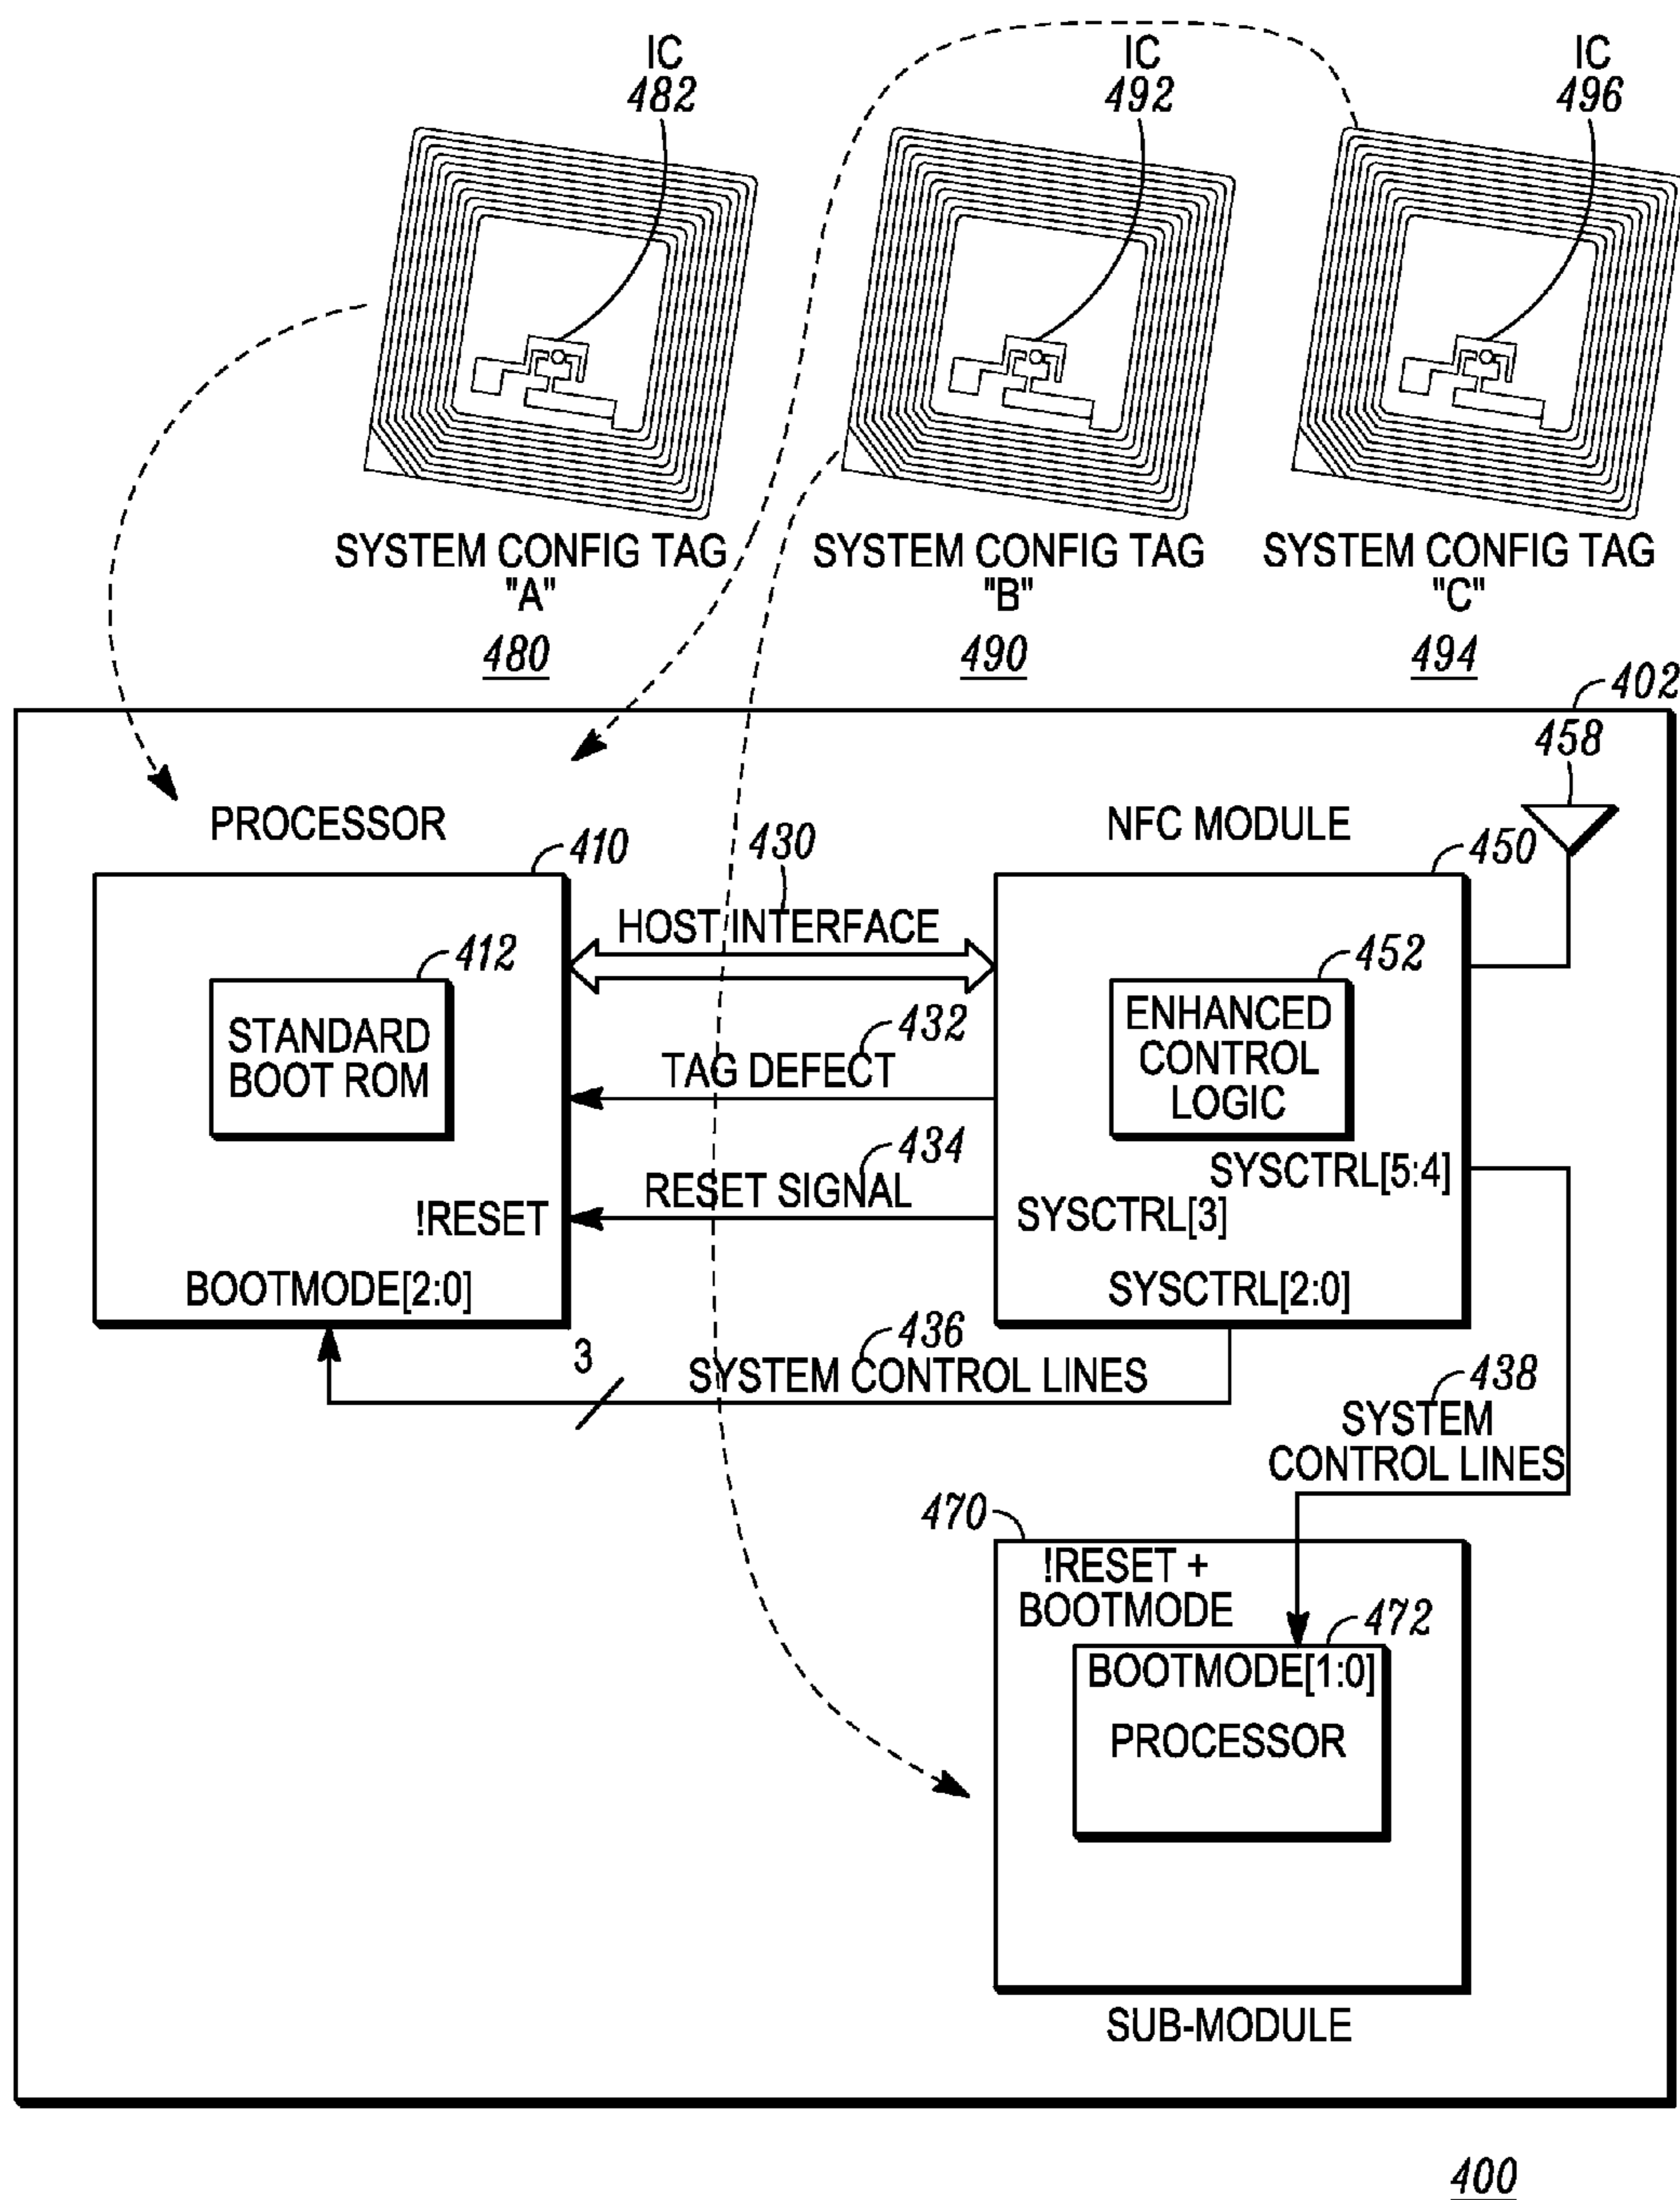 IC
482
IC
492
IC
496
SYSTEM CONFIG TAG
"A"
480
SYSTEM CONFIG TAG
"B"
490
SYSTEM CONFIG TAG
"C"
494
402
458
PROCESSOR
410
430
NFC MODULE
450
HOST INTERFACE
412
STANDARD
BOOT ROM
452
ENHANCED
CONTROL
LOGIC
432
TAG DEFECT
434
RESET SIGNAL
SYSCTRL[5:4]
!RESET
SYSCTRL[3]
BOOTMODE[2:0]
SYSCTRL[2:0]
3
436
SYSTEM CONTROL LINES
438
SYSTEM
CONTROL LINES
470
!RESET +
BOOTMODE
472
BOOTMODE[1:0]
PROCESSOR
SUB-MODULE
400